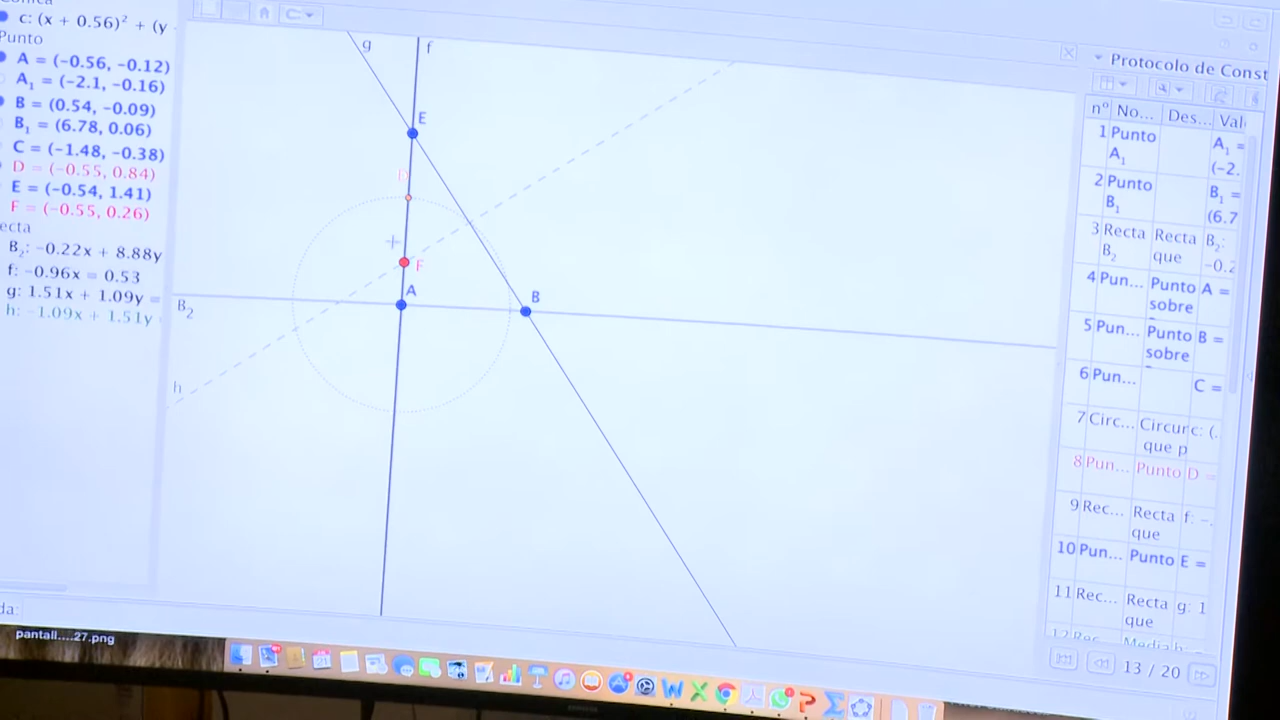 c: (x + 0.56)² + (y
Punto
A = (-0.56, -0.12)
A₁ = (-2.1, -0.16)
B = (0.54, -0.09)
B₁ = (6.78, 0.06)
C = (-1.48, -0.38)
D = (-0.55, 0.84)
E = (-0.54, 1.41)
F = (-0.55, 0.26)
ecta
B₂: -0.22x + 8.88y
f: -0.96x = 0.53
g: 1.51x + 1.09y =
h: -1.09x + 1.51y
da:
g
f
E
D
F
A
B
B₂
h
Protocolo de Const
nº No... Des... Val
1 Punto A₁ =
A₁ (-2.
2 Punto B₁ =
B₁ (6.7
3 Recta Recta B₂:
B₂ que -0.2
4 Pun... Punto A =
sobre
5 Pun... Punto B =
sobre
6 Pun... C =
7 Circ... Circur c: (.
que p
8 Pun... Punto D =
9 Rec... Recta f: -.
que
10 Pun... Punto E =
11 Rec... Recta g: 1
que
12 Rec Media h
13 / 20
pantall....27.png